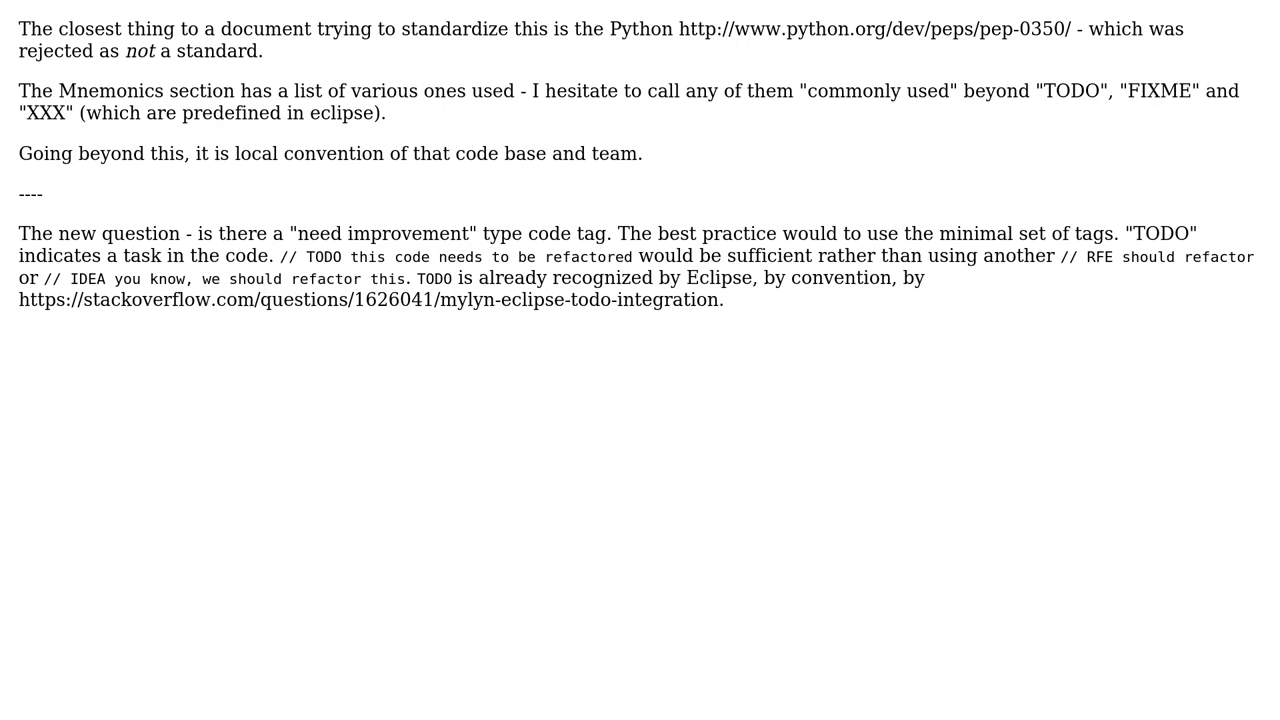 The closest thing to a document trying to standardize this is the Python http://www.python.org/dev/peps/pep-0350/ - which was
rejected as not a standard.
The Mnemonics section has a list of various ones used - I hesitate to call any of them "commonly used" beyond "TODO", "FIXME" and
"XXX" (which are predefined in eclipse).
Going beyond this, it is local convention of that code base and team.
----
The new question - is there a "need improvement" type code tag. The best practice would to use the minimal set of tags. "TODO"
indicates a task in the code. // TODO this code needs to be refactored would be sufficient rather than using another // RFE should refactor
or // IDEA you know, we should refactor this. TODO is already recognized by Eclipse, by convention, by
https://stackoverflow.com/questions/1626041/mylyn-eclipse-todo-integration.